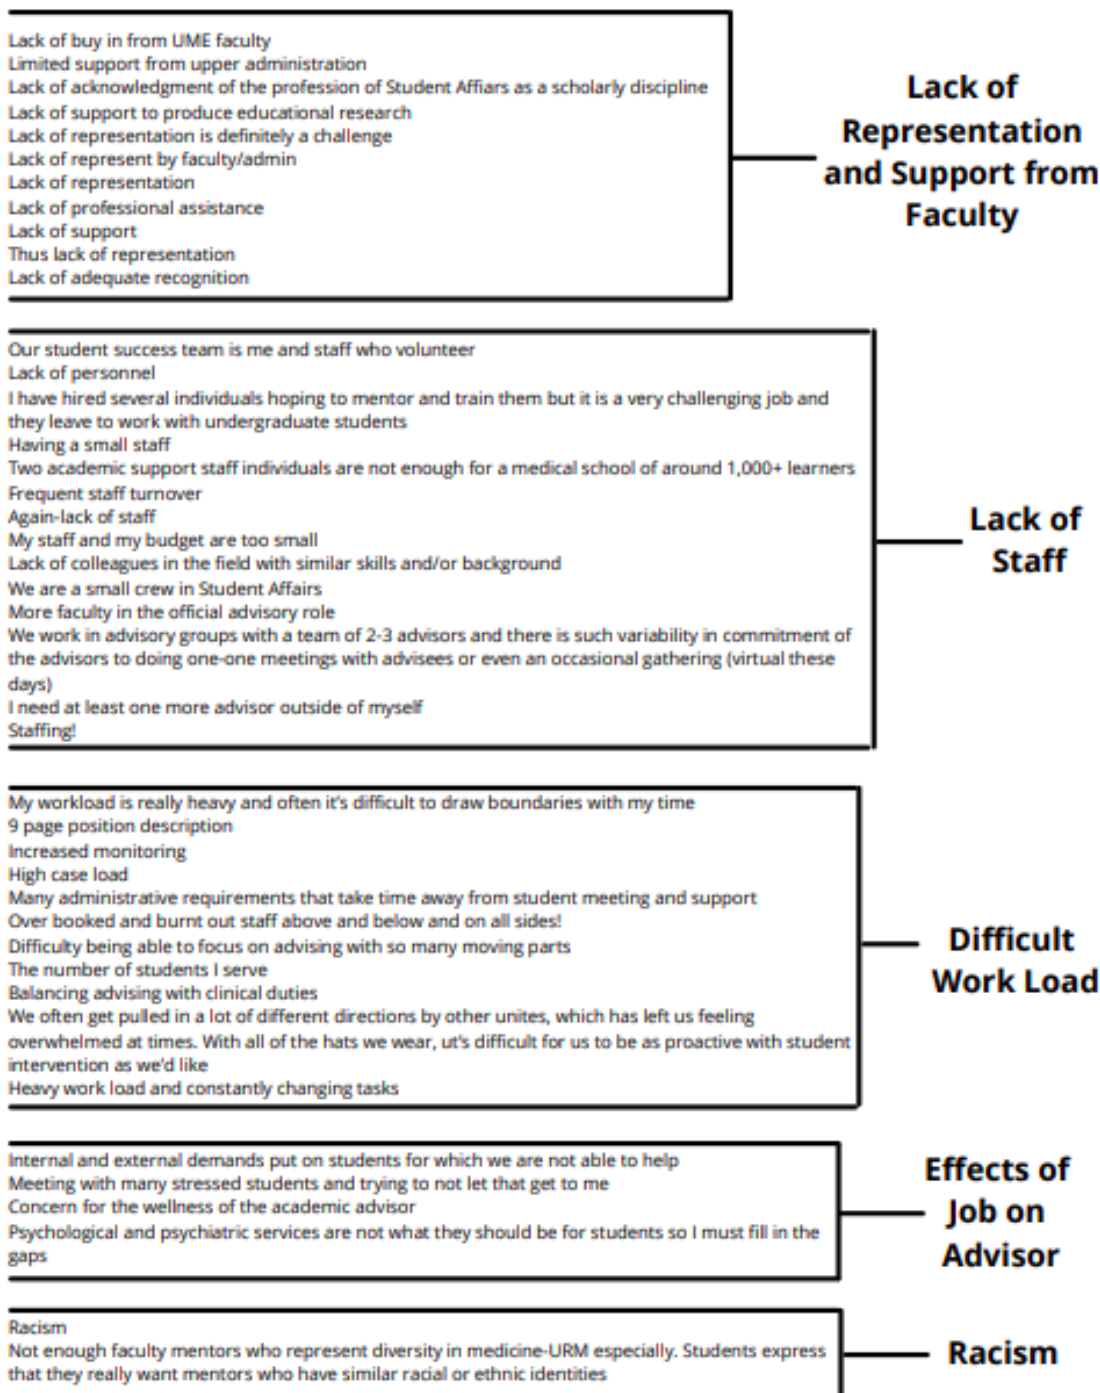 Lack of buy in from UME faculty
Limited support from upper administration
Lack of acknowledgment of the profession of Student Affiars as a scholarly discipline
Lack of support to produce educational research
Lack of representation is definitely a challenge
Lack of represent by faculty/admin
Lack of representation
Lack of professional assistance
Lack of support
Thus lack of representation
Lack of adequate recognition
Lack of
Representation
and Support from
Faculty
Our student success team is me and staff who volunteer
Lack of personnel
I have hired several individuals hoping to mentor and train them but it is a very challenging job and
they leave to work with undergraduate students
Having a small staff
Two academic support staff individuals are not enough for a medical school of around 1,000+ learners
Frequent staff turnover
Again-lack of staff
My staff and my budget are too small
Lack of colleagues in the field with similar skills and/or background
We are a small crew in Student Affairs
More faculty in the official advisory role
We work in advisory groups with a team of 2-3 advisors and there is such variability in commitment of
the advisors to doing one-one meetings with advisees or even an occasional gathering (virtual these
days)
I need at least one more advisor outside of myself
Staffing!
Lack of
Staff
My workload is really heavy and often it's difficult to draw boundaries with my time
9 page position description
Increased monitoring
High case load
Many administrative requirements that take time away from student meeting and support
Over booked and burnt out staff above and below and on all sides!
Difficulty being able to focus on advising with so many moving parts
The number of students I serve
Balancing advising with clinical duties
We often get pulled in a lot of different directions by other unites, which has left us feeling
overwhelmed at times. With all of the hats we wear, ut's difficult for us to be as proactive with student
intervention as we'd like
Heavy work load and constantly changing tasks
Difficult
Work Load
Internal and external demands put on students for which we are not able to help
Meeting with many stressed students and trying to not let that get to me
Concern for the wellness of the academic advisor
Psychological and psychiatric services are not what they should be for students so I must fill in the
gaps
Effects of
Job on
Advisor
Racism
Not enough faculty mentors who represent diversity in medicine-URM especially. Students express
that they really want mentors who have similar racial or ethnic identities
Racism